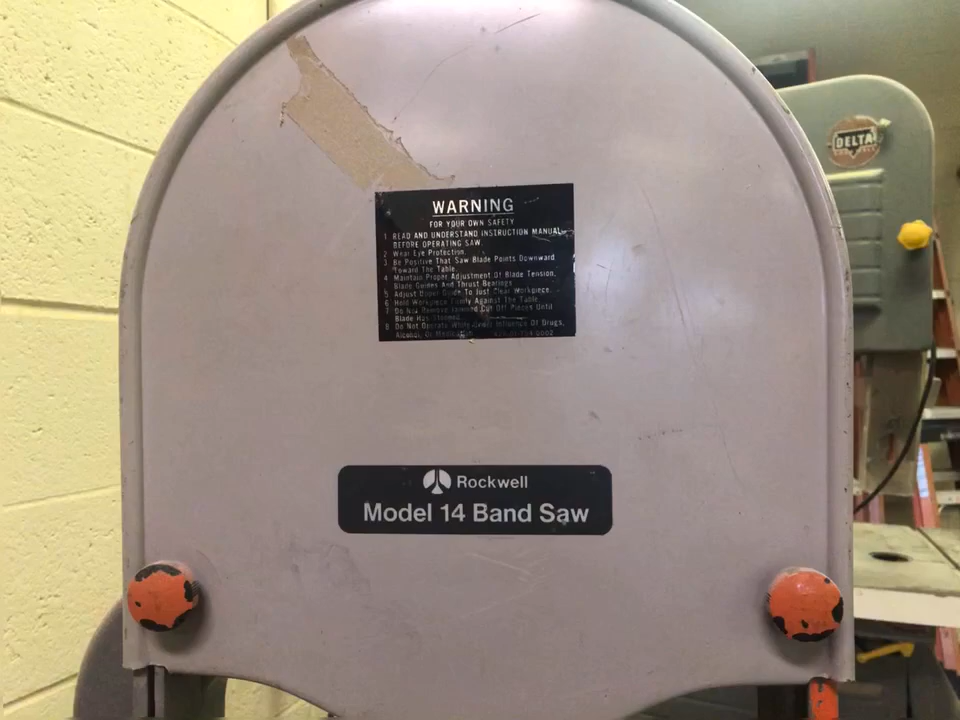 WARNING
FOR YOUR OWN SAFETY
1 READ AND UNDERSTAND INSTRUCTION MANUAL
BEFORE OPERATING SAW.
2 Wear Eye Protection.
3 Be Positive That Saw Blade Points Downward
Toward The Table.
4 Maintain Proper Adjustment Of Blade Tension,
Blade Guides And Thrust Bearings
5 Adjust Upper Guide To Just Clear Workpiece.
6 Hold Workpiece Firmly Against The Table
7 Do Not Remove Jammed Cut Off Pieces Until
Blade Has Stopped.
8 Do Not Operate While Under Influence Of Drugs,
Alcohol, Or Medication
Rockwell
Model 14 Band Saw
DELTA